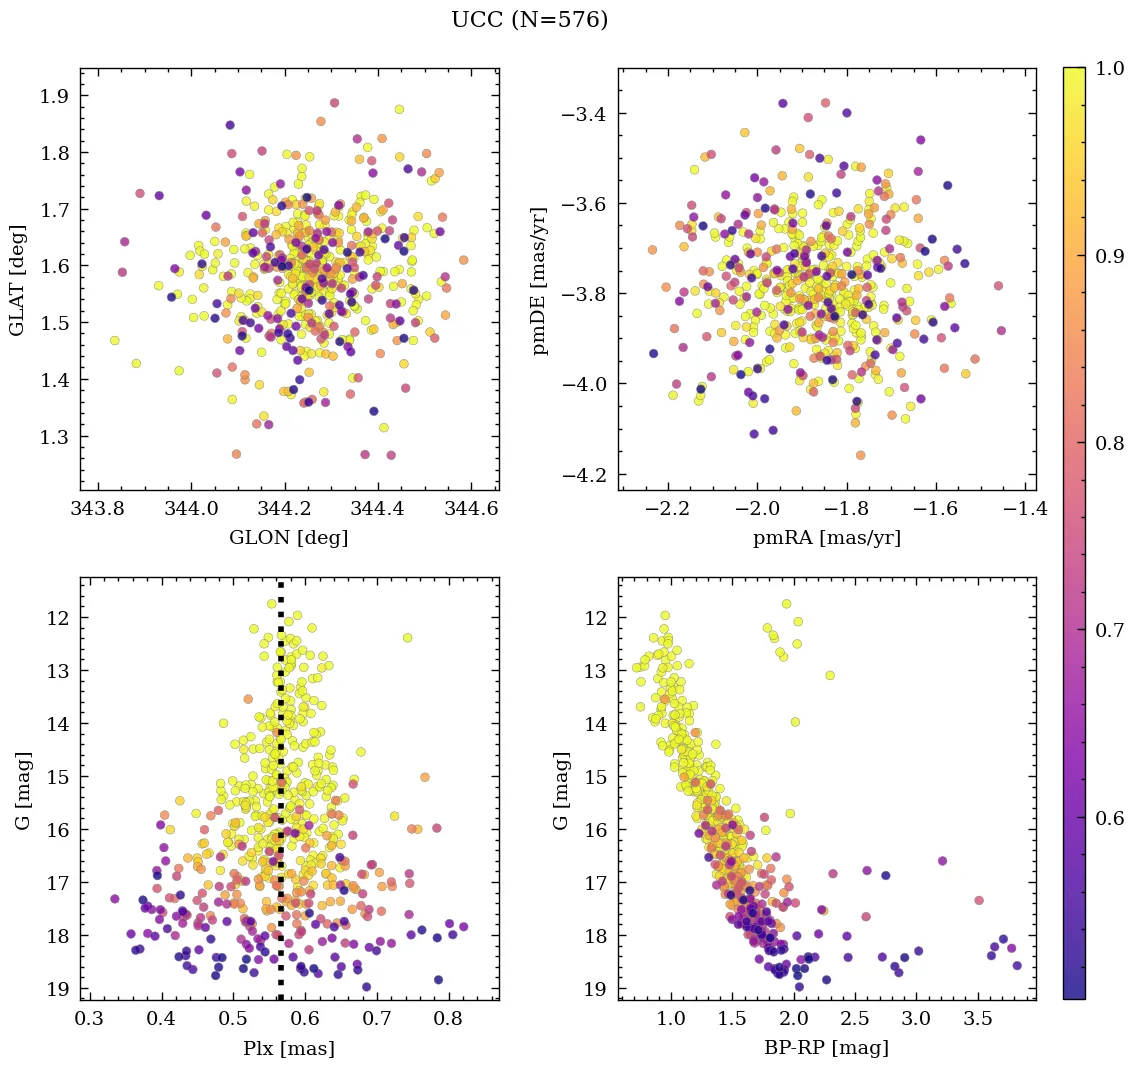 UCC (N=576)
1.9
1.8
1.7
1.6
1.5
1.4
1.3
GLAT [deg]
343.8 344.0 344.2 344.4 344.6
GLON [deg]
−3.4
−3.6
−3.8
−4.0
−4.2
pmDE [mas/yr]
−2.2 −2.0 −1.8 −1.6 −1.4
pmRA [mas/yr]
12
13
14
15
16
17
18
19
G [mag]
0.3 0.4 0.5 0.6 0.7 0.8
Plx [mas]
12
13
14
15
16
17
18
19
G [mag]
1.0 1.5 2.0 2.5 3.0 3.5
BP-RP [mag]
1.0
0.9
0.8
0.7
0.6